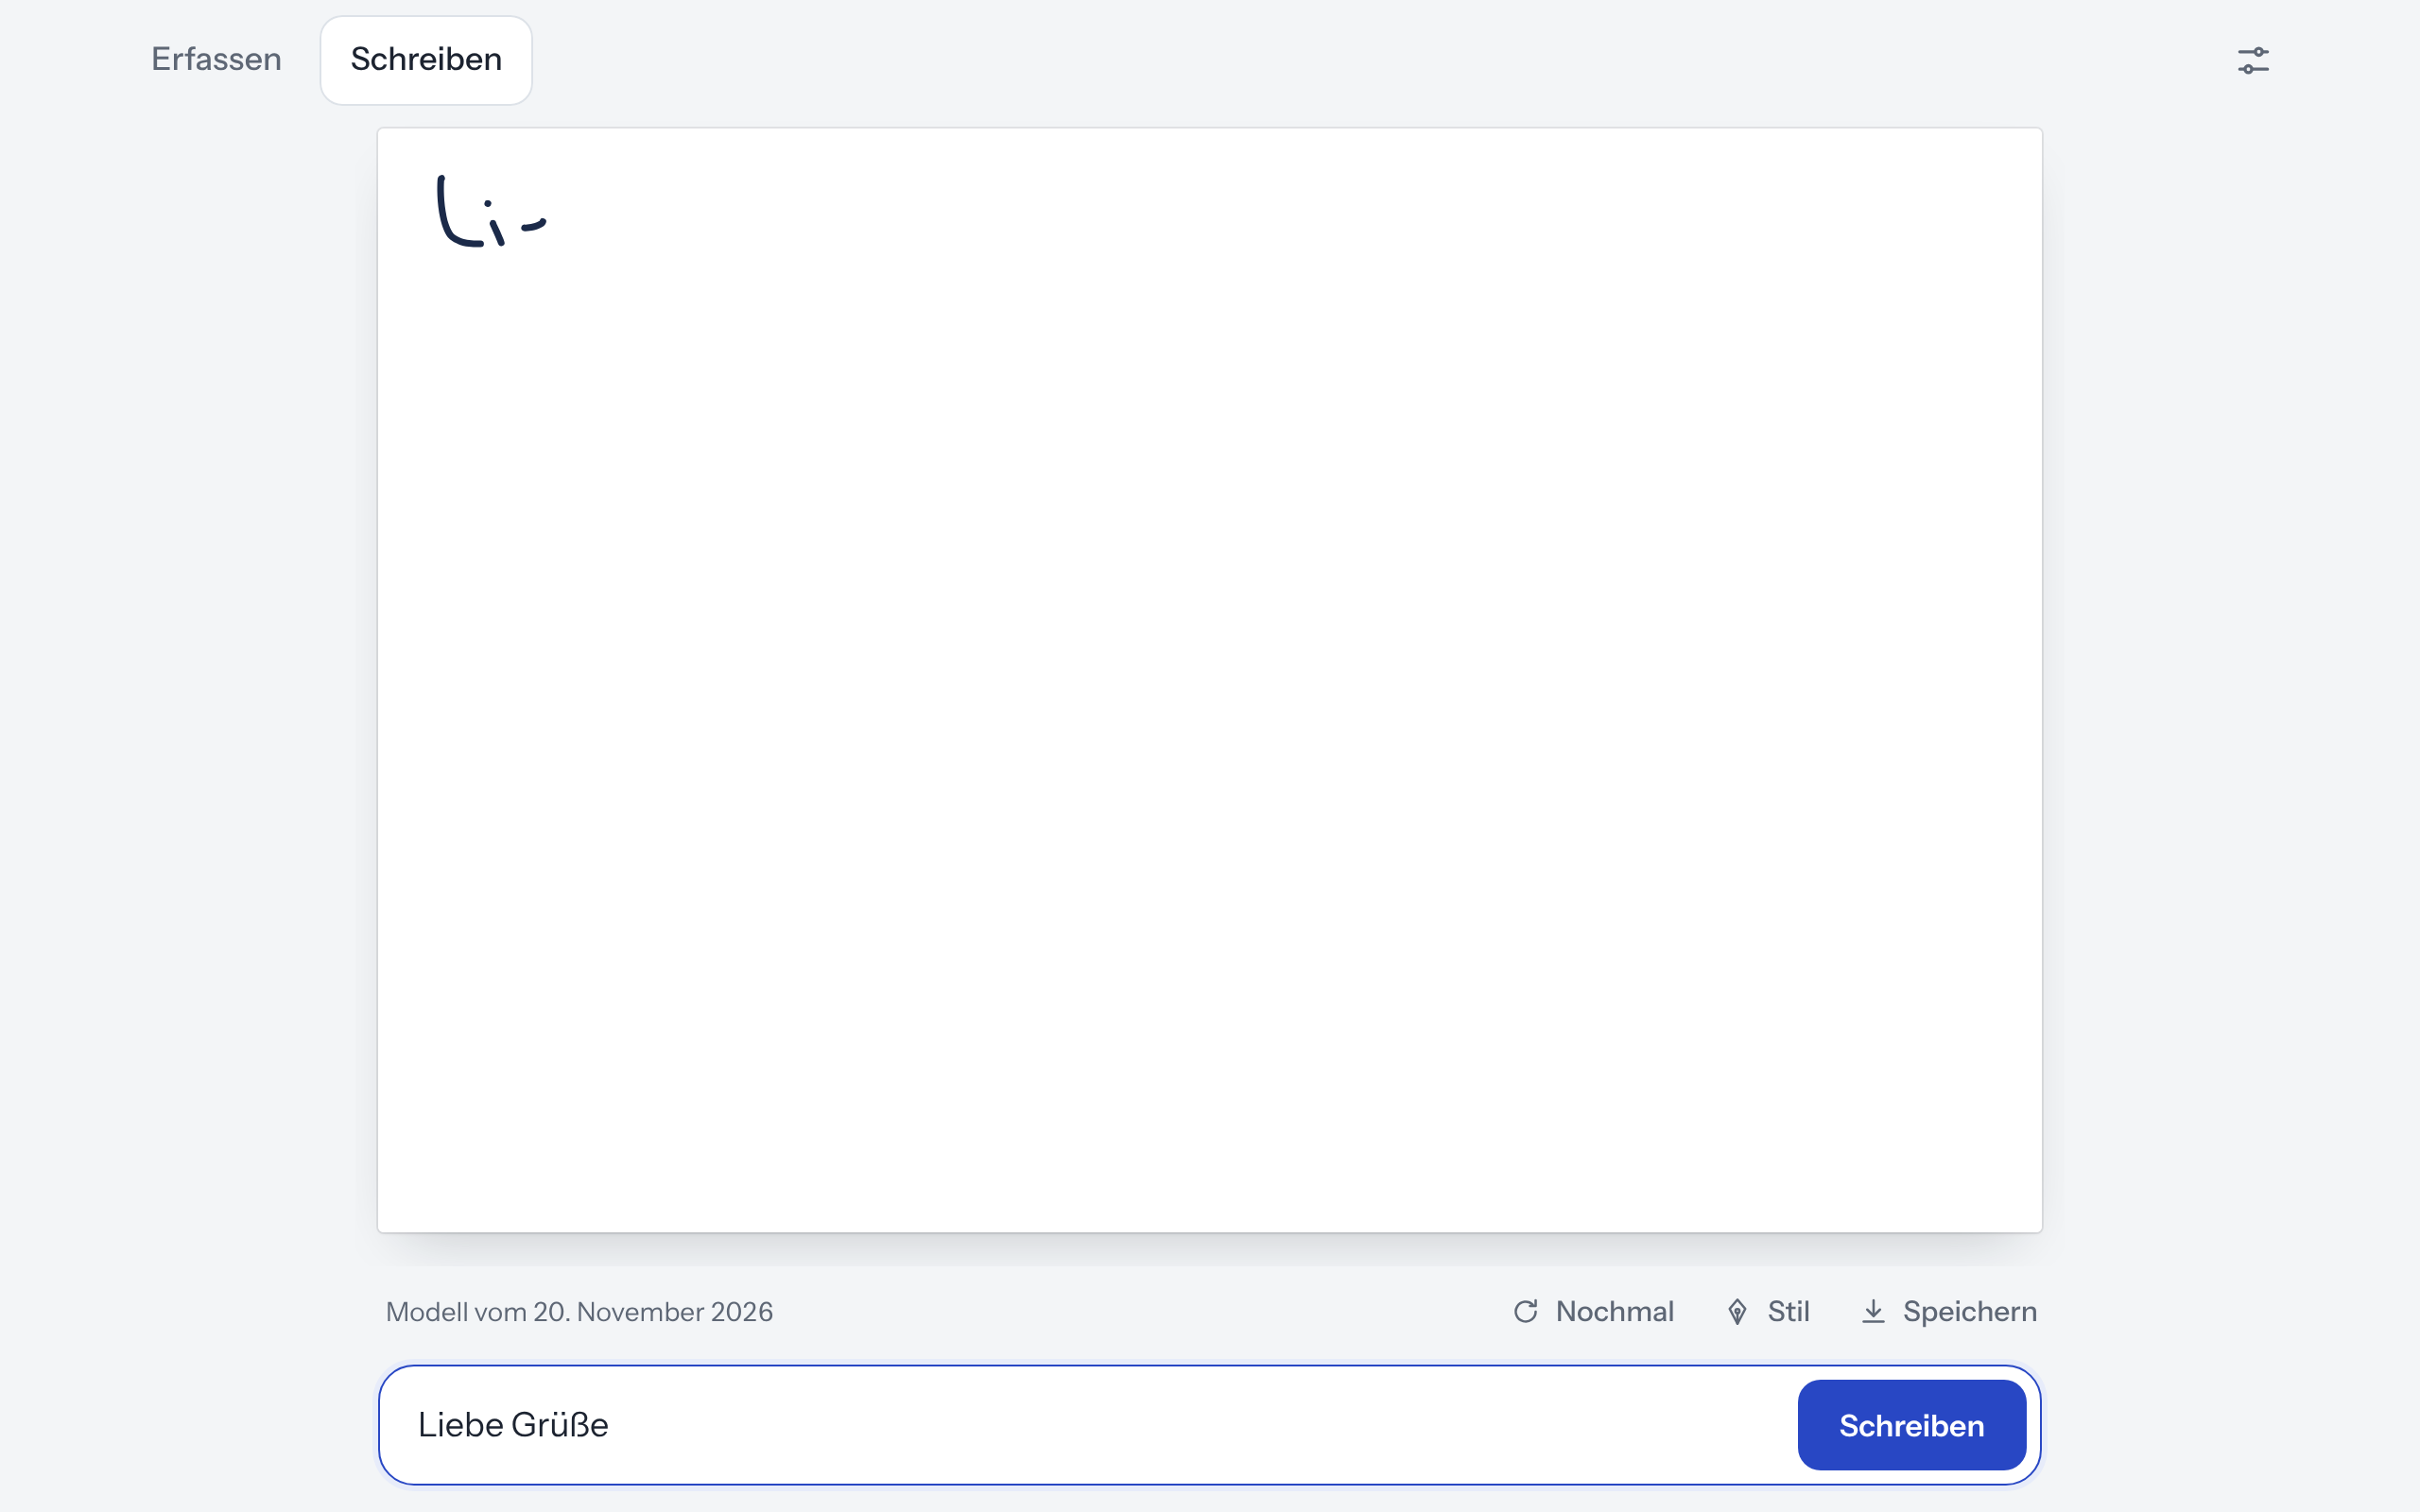 Erfassen Schreiben
Li-
Modell vom 20. November 2026 Nochmal Stil Speichern
Liebe Grüße Schreiben